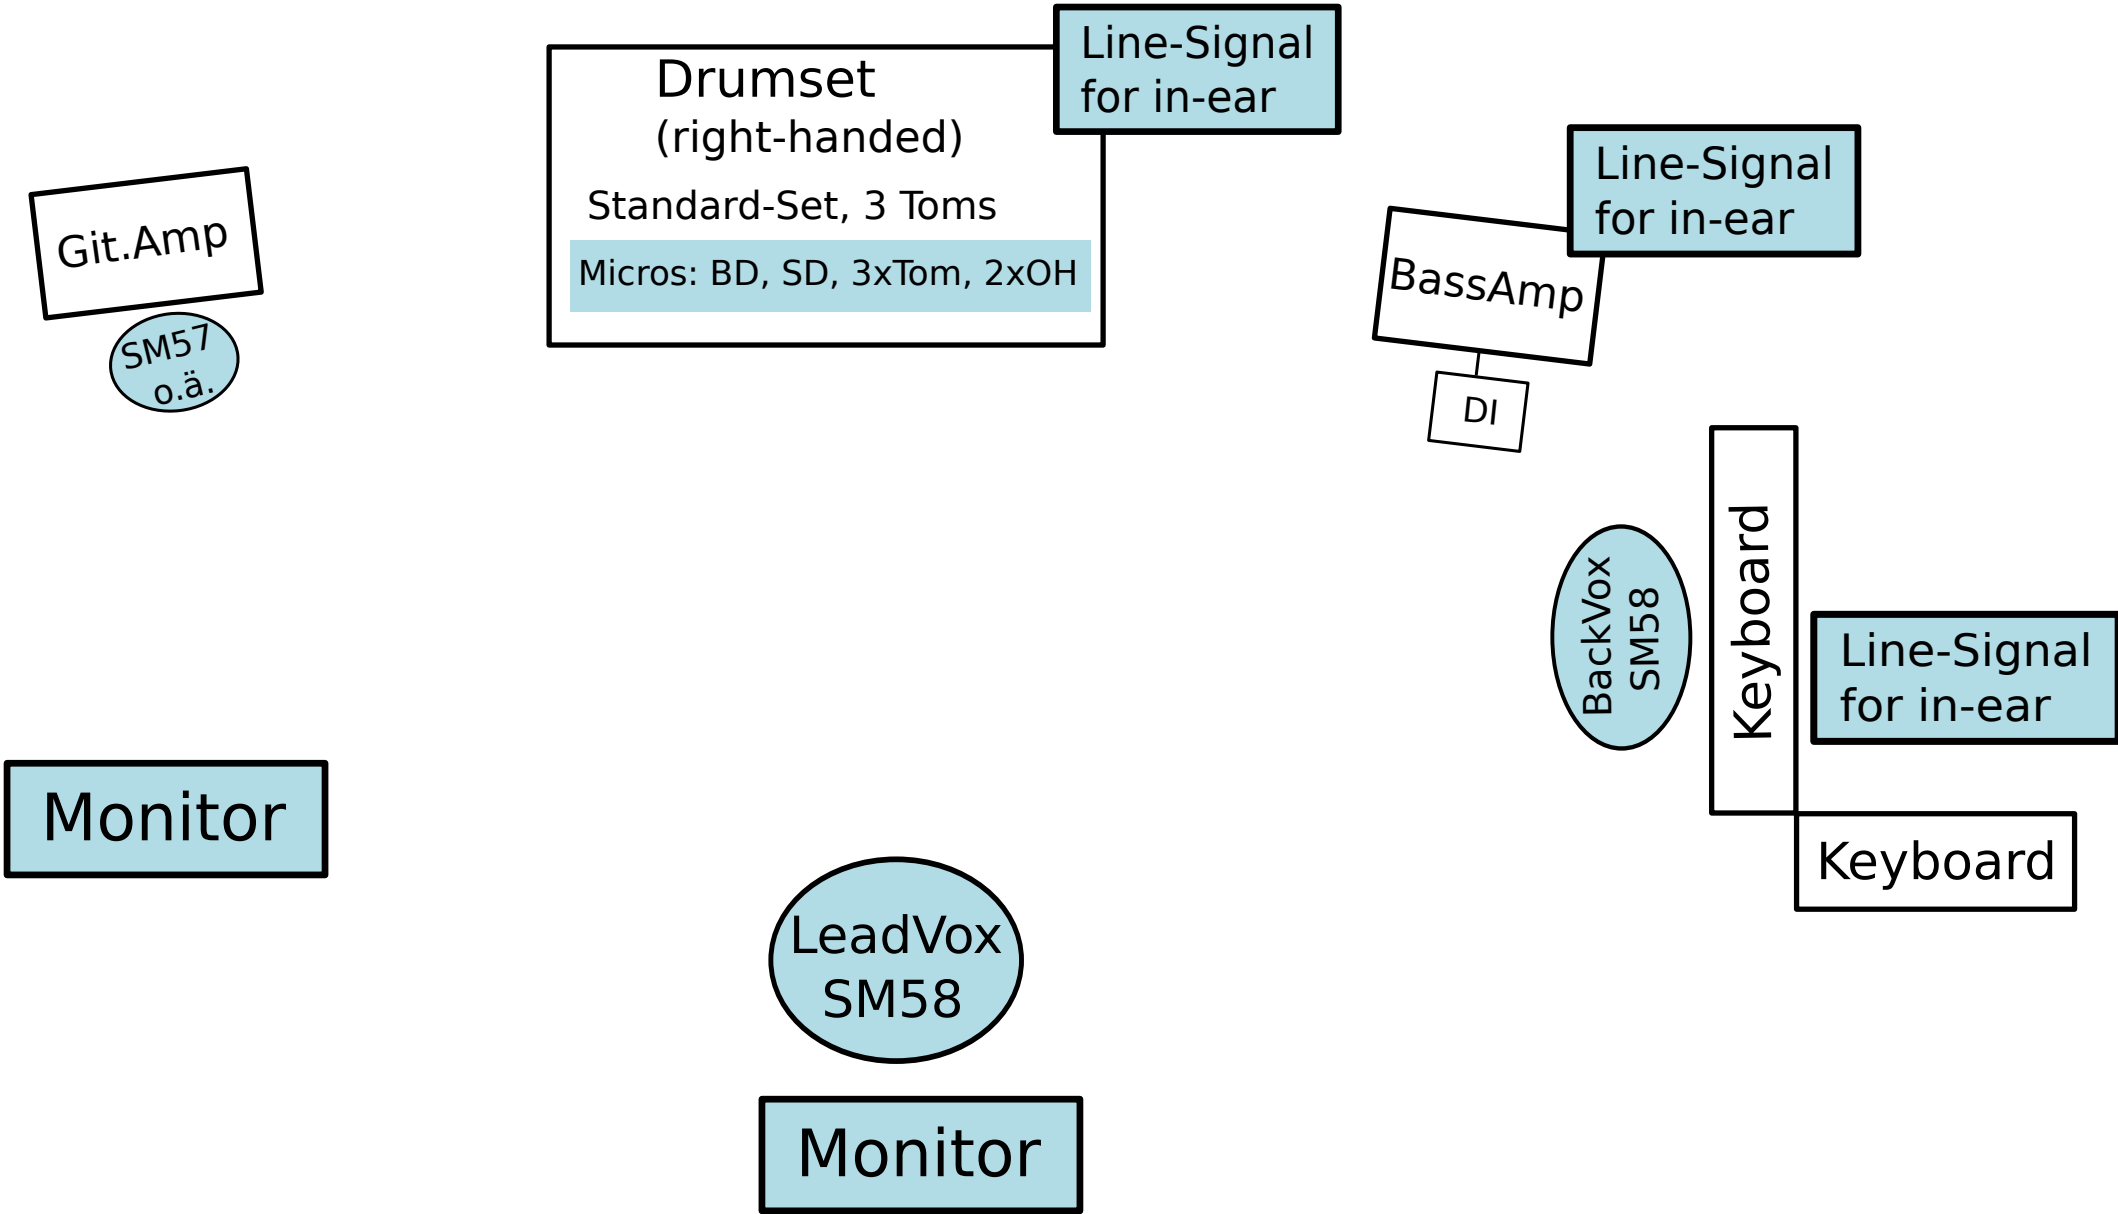 Line-Signal
for in-ear
Drumset
(right-handed)
Standard-Set, 3 Toms
Micros: BD, SD, 3xTom, 2xOH
Line-Signal
for in-ear
Git.Amp
SM57
o.ä.
BassAmp
DI
Keyboard
BackVox
SM58
Line-Signal
for in-ear
Monitor
Keyboard
LeadVox
SM58
Monitor